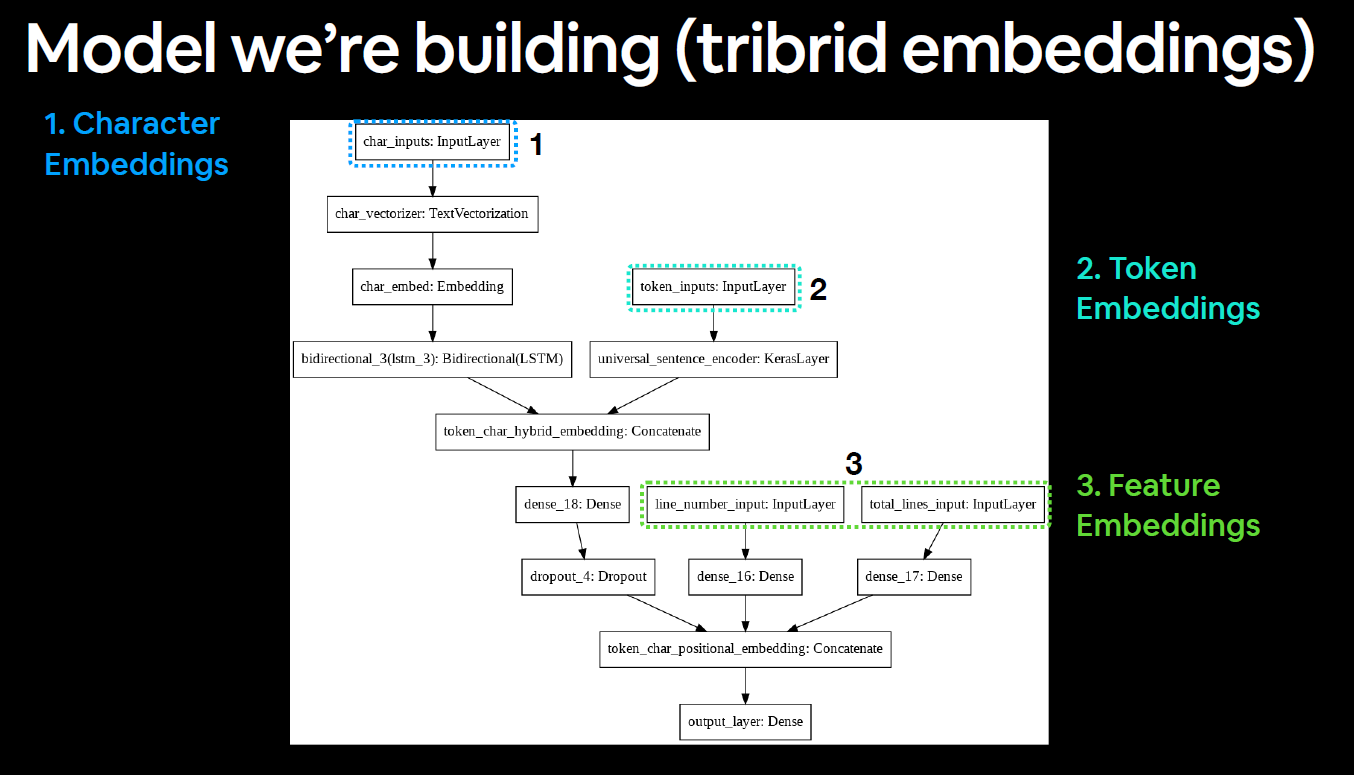 Model we're building (tribrid embeddings)
1. Character
Embeddings
char_inputs: InputLayer
1
char_vectorizer: TextVectorization
char_embed: Embedding
token_inputs: InputLayer
2
2. Token
Embeddings
bidirectional_3(lstm_3): Bidirectional(LSTM)
universal_sentence_encoder: KerasLayer
token_char_hybrid_embedding: Concatenate
3
dense_18: Dense
line_number_input: InputLayer
total_lines_input: InputLayer
3. Feature
Embeddings
dropout_4: Dropout
dense_16: Dense
dense_17: Dense
token_char_positional_embedding: Concatenate
output_layer: Dense